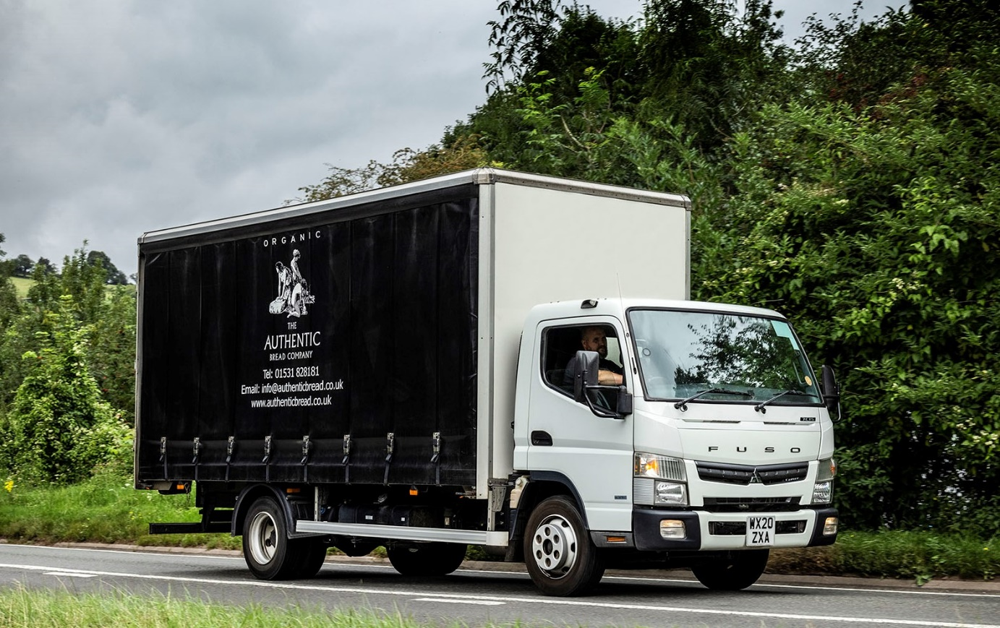 ORGANIC
THE
AUTHENTIC
BREAD COMPANY
Tel: 01531 828181
Email: info@authenticbread.co.uk
www.authenticbread.co.uk
7C15
FUSO
WX20
ZXA